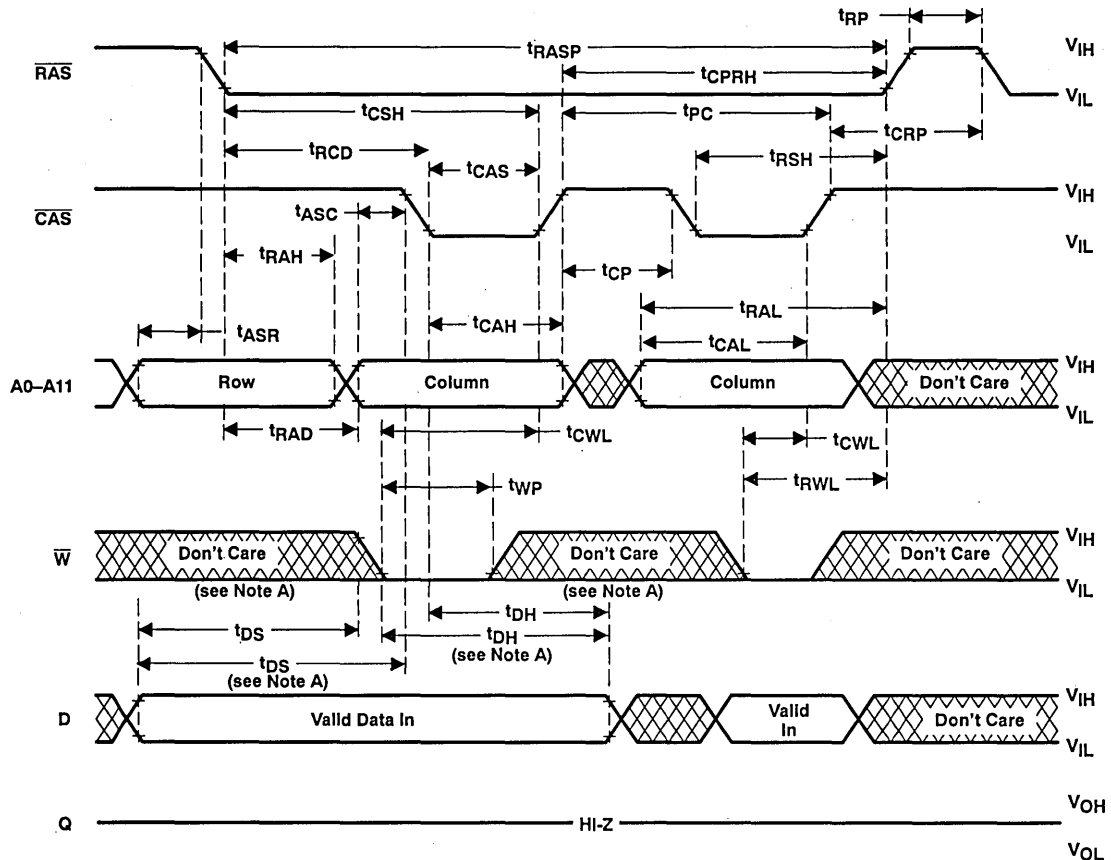 tRP
tRASP
VIH
RAS
tCPRH
VIL
tCSH
tPC
tCRP
tRCD
tRSH
tCAS
VIH
CAS
tASC
VIL
tRAH
tCP
tRAL
tCAH
tASR
tCAL
VIH
A0–A11
Row
Column
Column
Don't Care
VIL
tRAD
tCWL
tCWL
tWP
tRWL
VIH
W
Don't Care
Don't Care
Don't Care
VIL
(see Note A)
(see Note A)
tDH
tDS
tDH
(see Note A)
tDS
(see Note A)
VIH
D
Valid Data In
Valid
In
Don't Care
VIL
VOH
Q
HI-Z
VOL